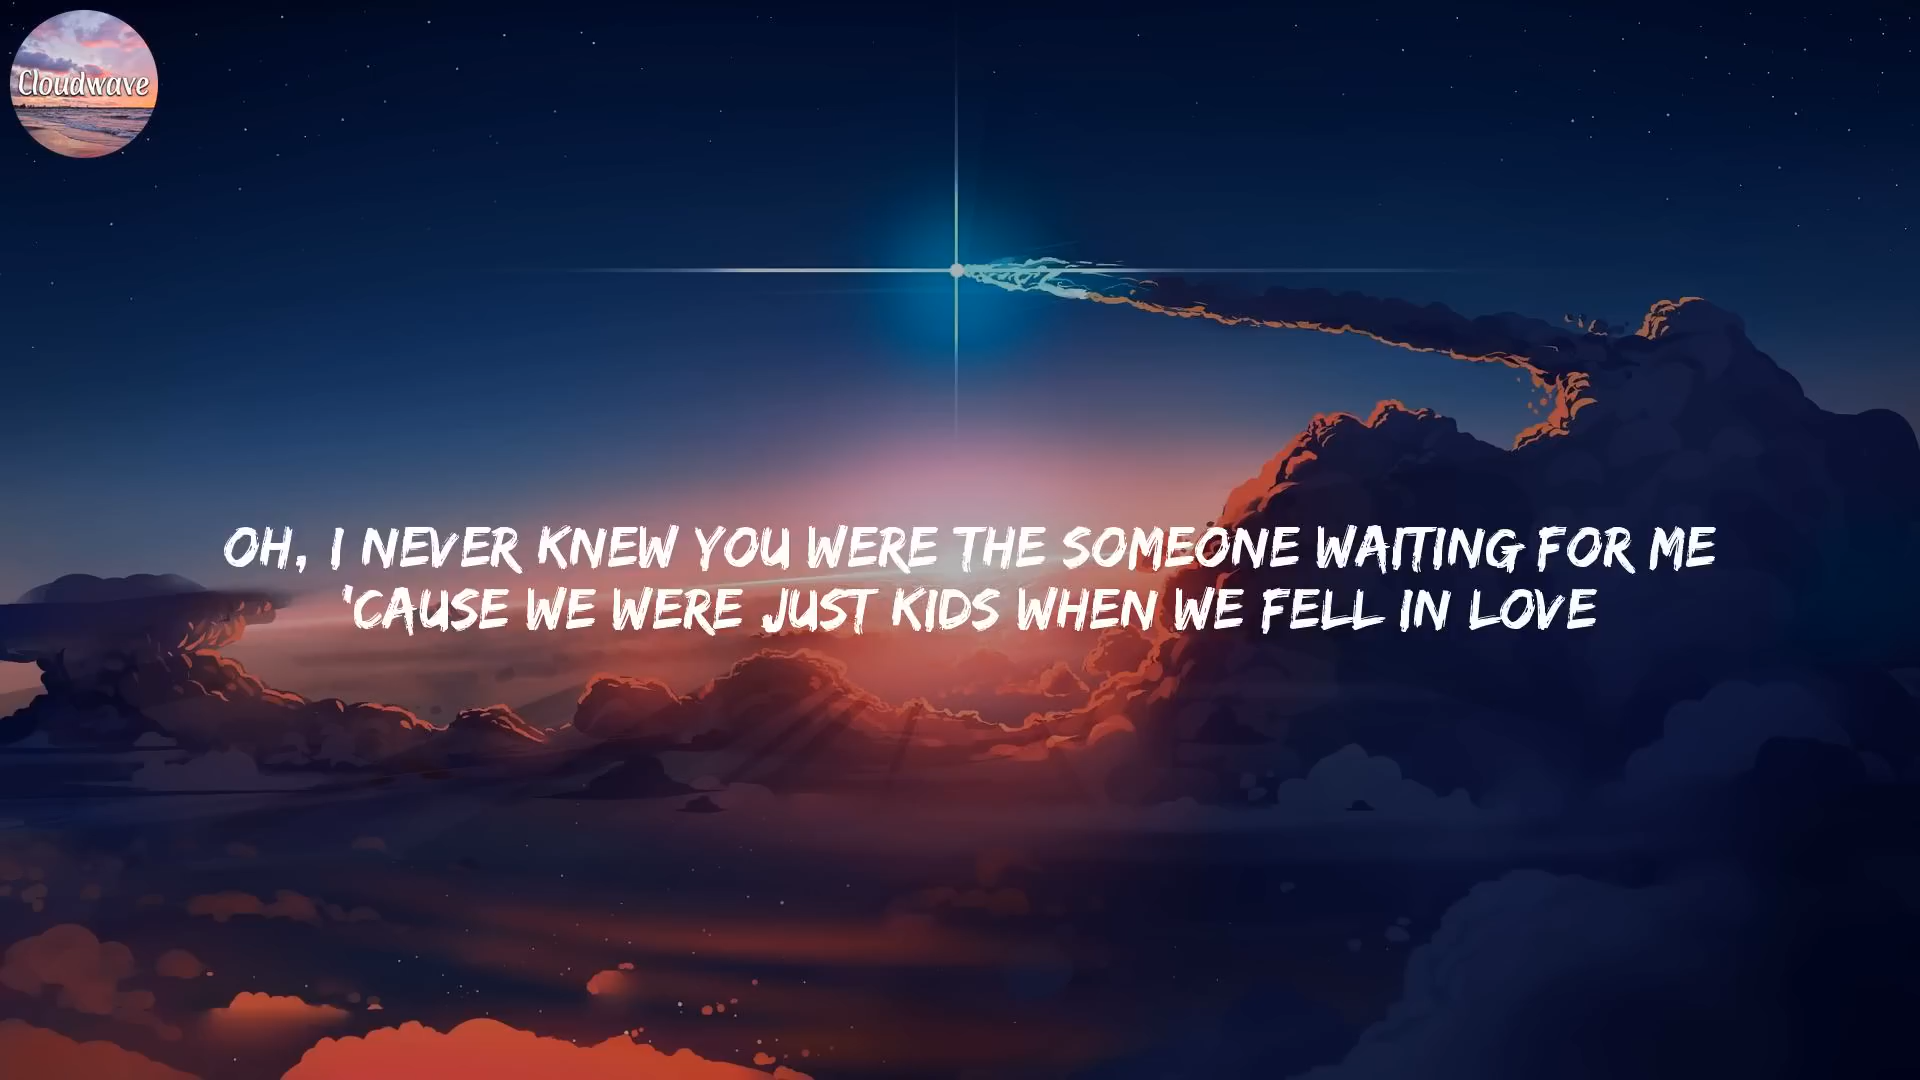 Cloudwave
OH, I NEVER KNEW YOU WERE THE SOMEONE WAITING FOR ME
'CAUSE WE WERE JUST KIDS WHEN WE FELL IN LOVE